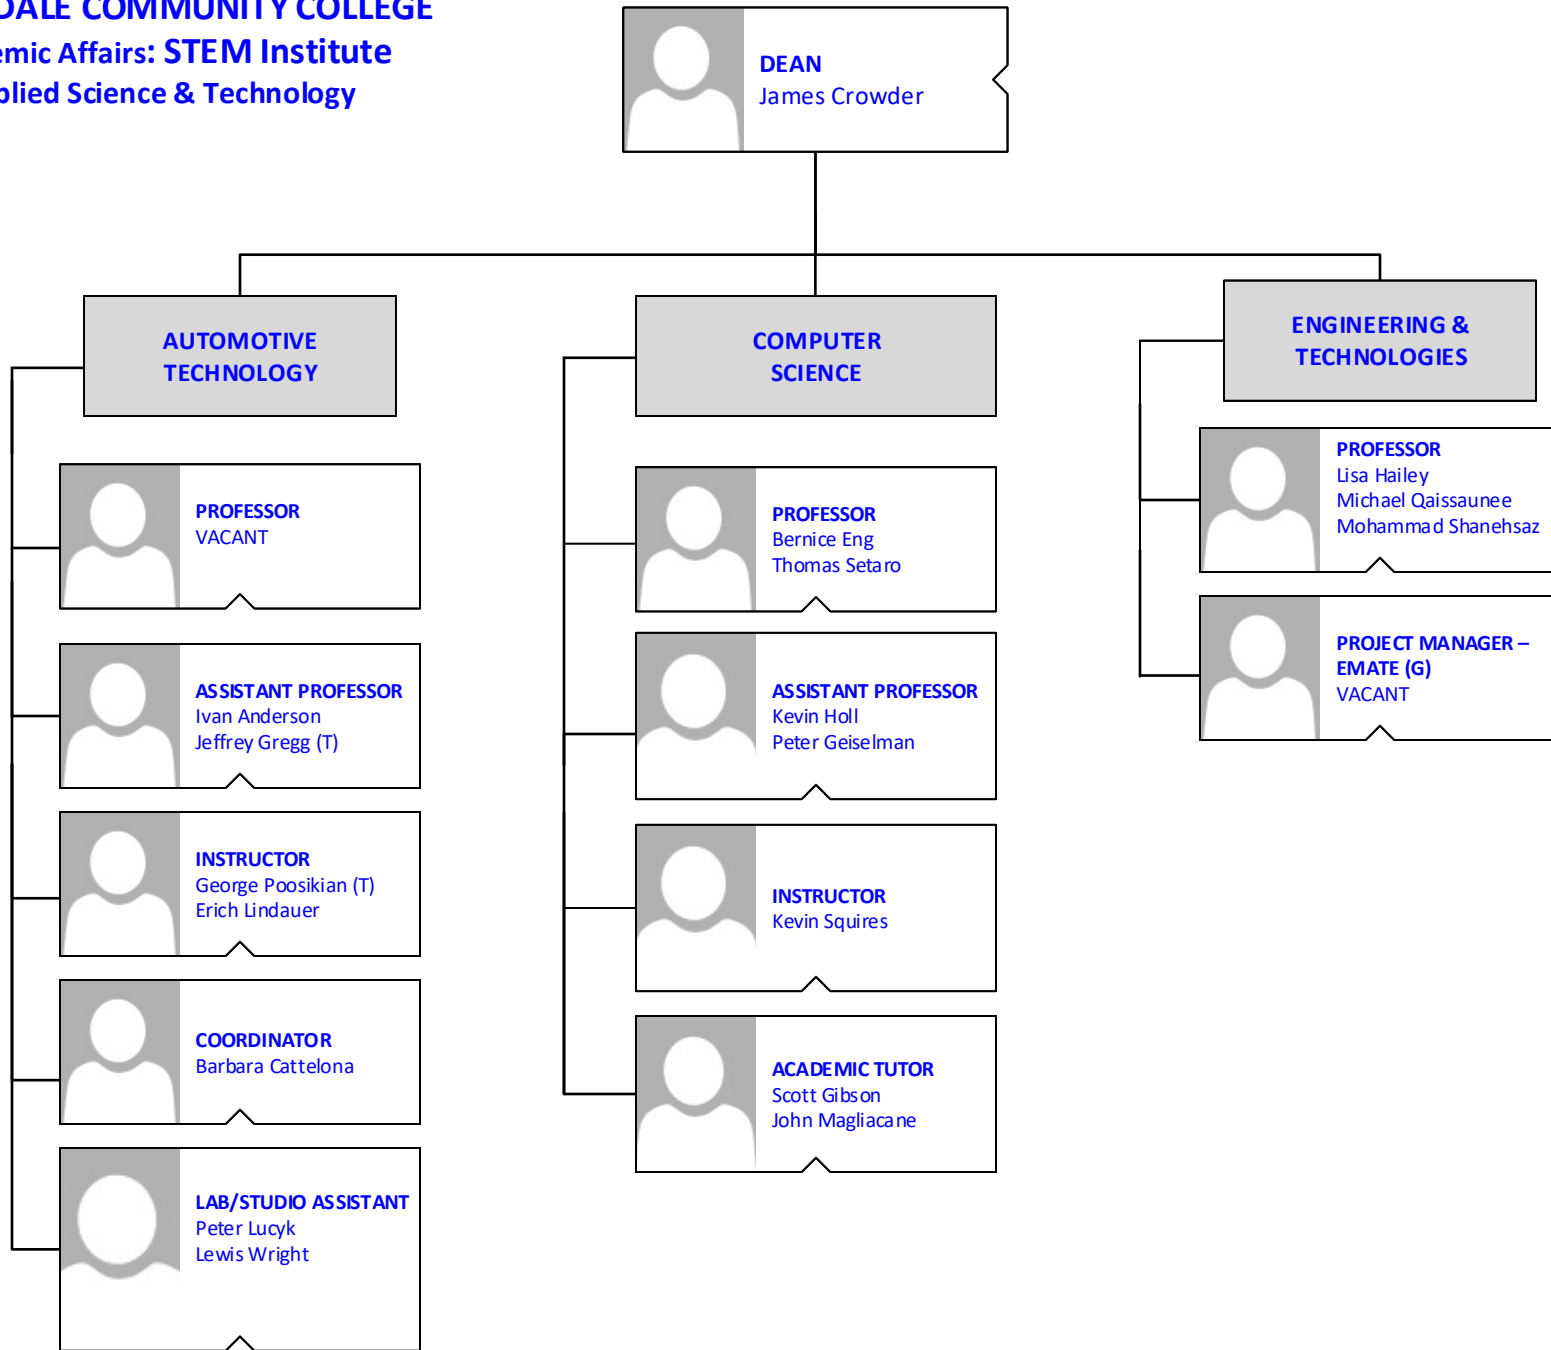 DALE COMMUNITY COLLEGE
emic Affairs: STEM Institute
plied Science & Technology
DEAN
James Crowder
AUTOMOTIVE
TECHNOLOGY
PROFESSOR
VACANT
ASSISTANT PROFESSOR
Ivan Anderson
Jeffrey Gregg (T)
INSTRUCTOR
George Poosikian (T)
Erich Lindauer
COORDINATOR
Barbara Cattelona
LAB/STUDIO ASSISTANT
Peter Lucyk
Lewis Wright
COMPUTER
SCIENCE
PROFESSOR
Bernice Eng
Thomas Setaro
ASSISTANT PROFESSOR
Kevin Holl
Peter Geiselman
INSTRUCTOR
Kevin Squires
ACADEMIC TUTOR
Scott Gibson
John Magliacane
ENGINEERING &
TECHNOLOGIES
PROFESSOR
Lisa Hailey
Michael Qaissaunee
Mohammad Shanehsaz
PROJECT MANAGER –
EMATE (G)
VACANT